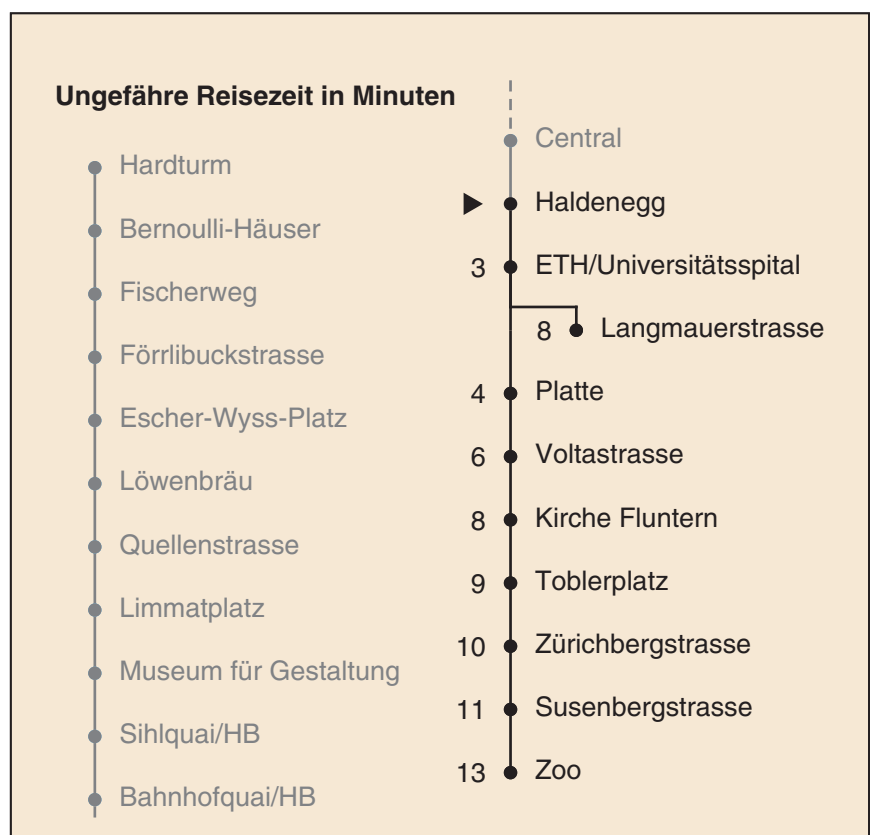 Ungefähre Reisezeit in Minuten
Hardturm
Bernoulli-Häuser
Fischerweg
Förrlibuckstrasse
Escher-Wyss-Platz
Löwenbräu
Quellenstrasse
Limmatplatz
Museum für Gestaltung
Sihlquai/HB
Bahnhofquai/HB
Central
Haldenegg
3 ETH/Universitätsspital
8 Langmauerstrasse
4 Platte
6 Voltastrasse
8 Kirche Fluntern
9 Toblerplatz
10 Zürichbergstrasse
11 Susenbergstrasse
13 Zoo